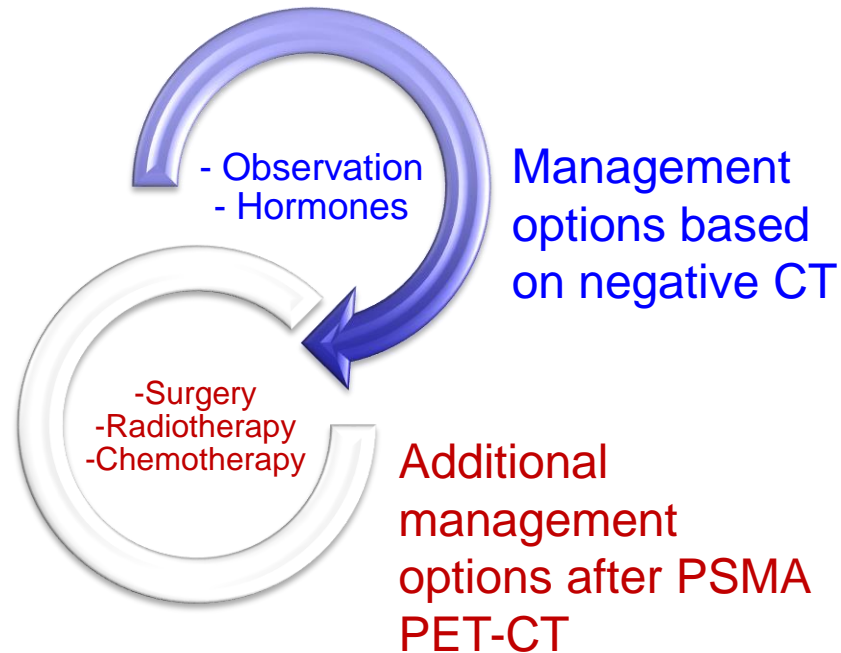 - Observation
- Hormones
Management
options based
on negative CT
-Surgery
-Radiotherapy
-Chemotherapy
Additional
management
options after PSMA
PET-CT